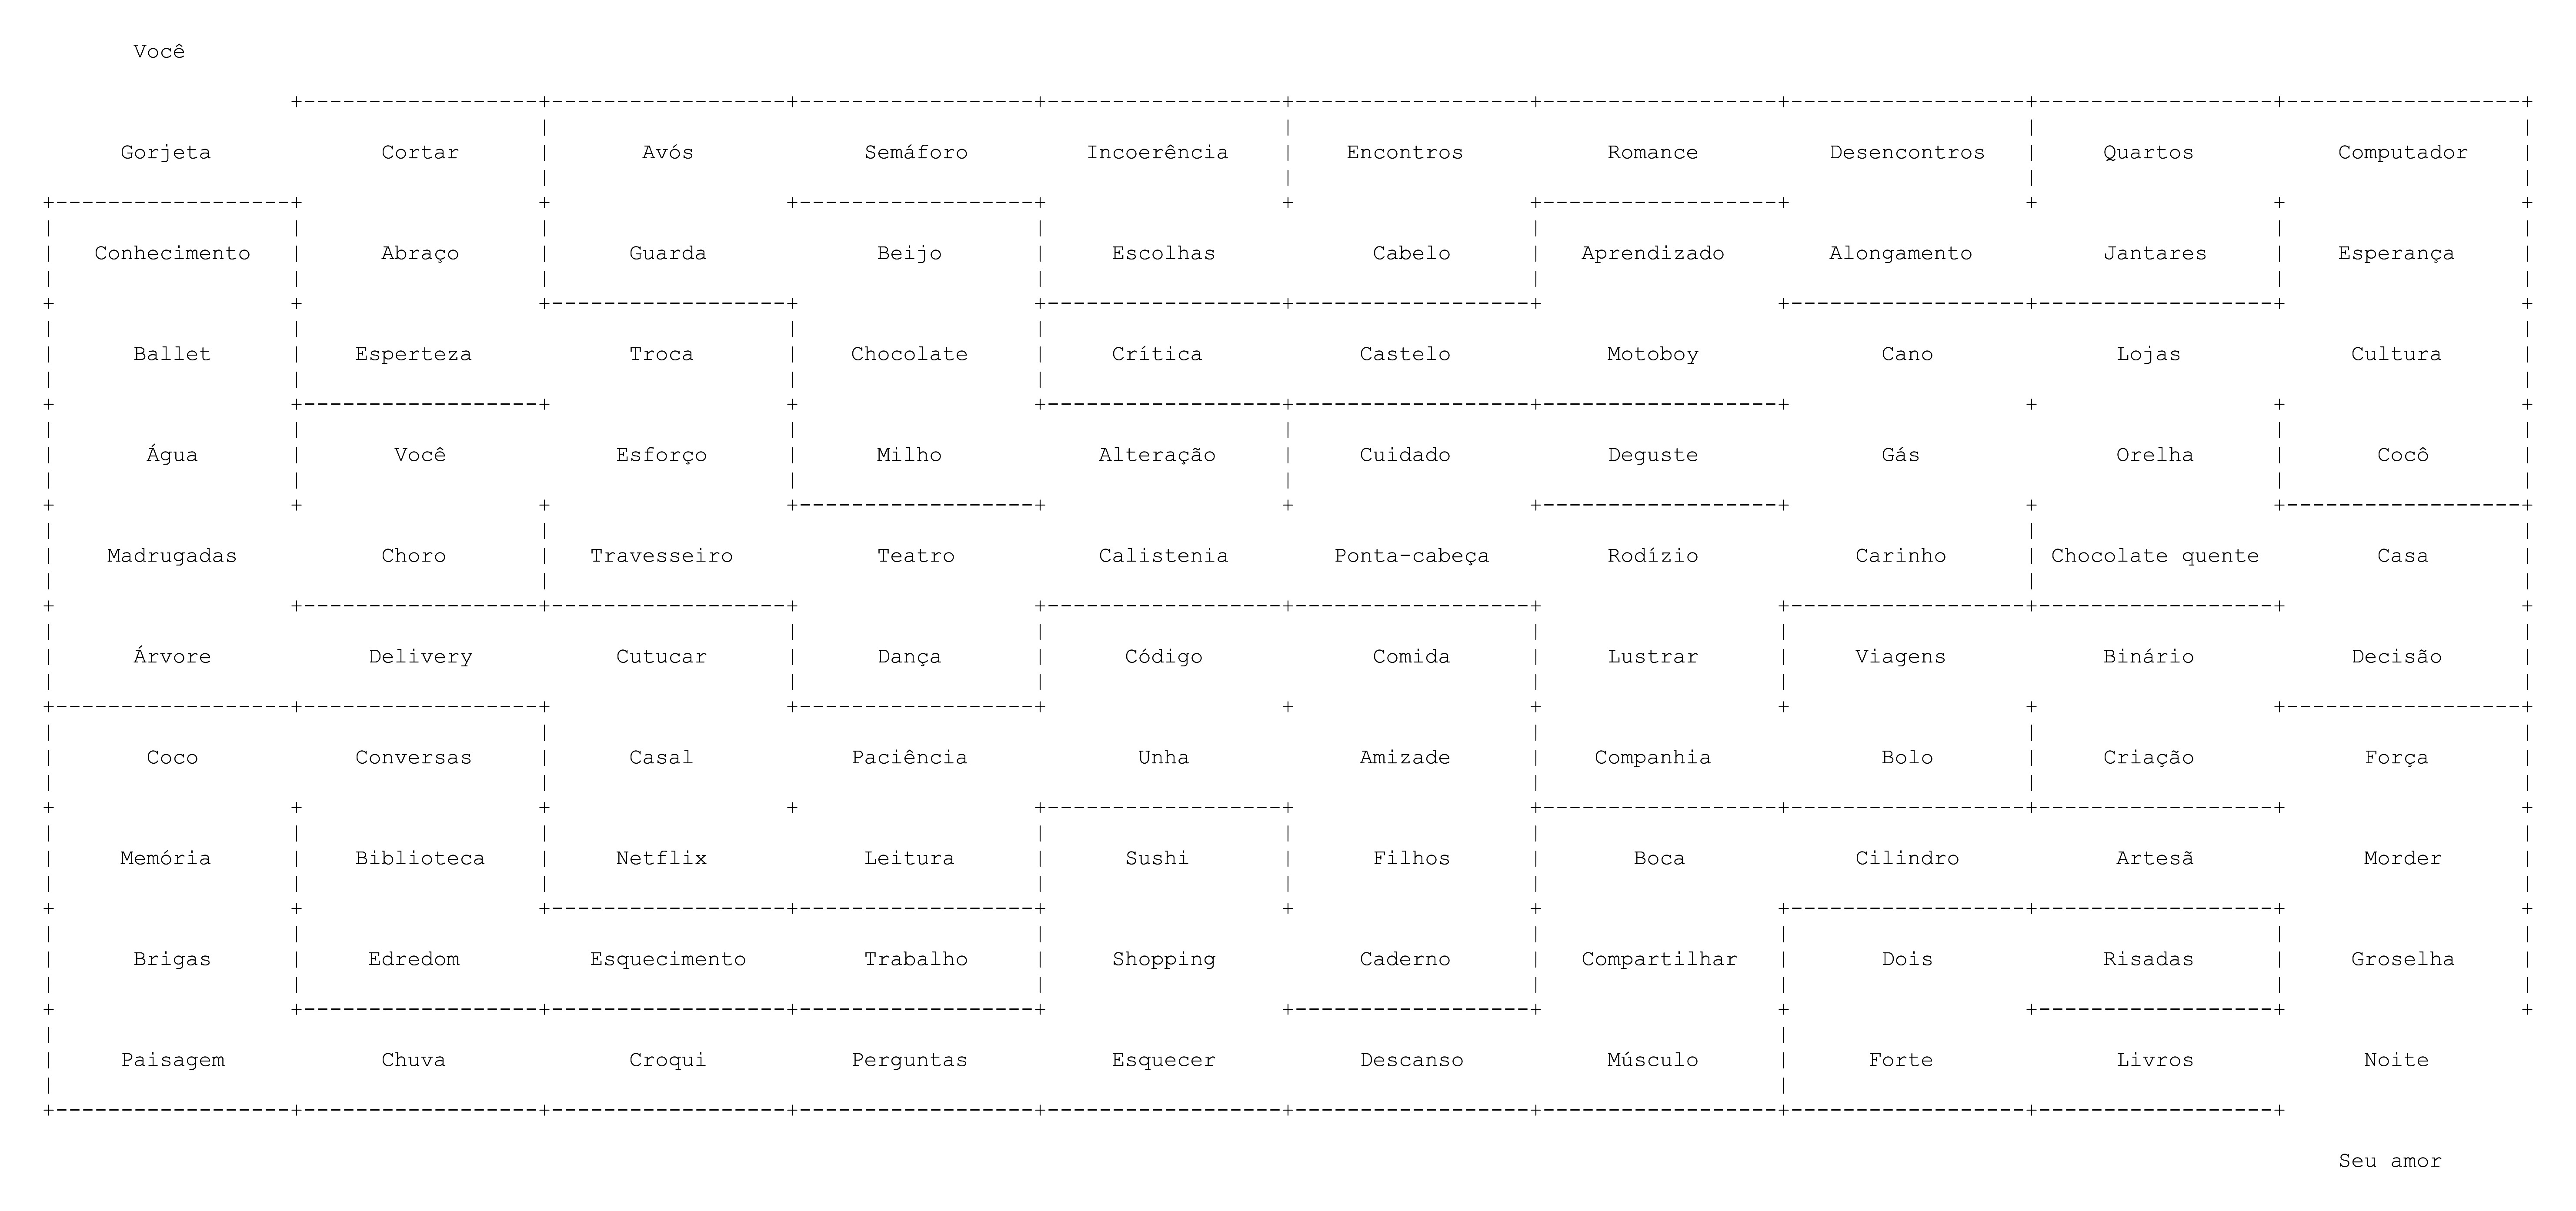 Você
Gorjeta Cortar Avós Semáforo Incoerência Encontros Romance Desencontros Quartos Computador
Conhecimento Abraço Guarda Beijo Escolhas Cabelo Aprendizado Alongamento Jantares Esperança
Ballet Esperteza Troca Chocolate Crítica Castelo Motoboy Cano Lojas Cultura
Água Você Esforço Milho Alteração Cuidado Deguste Gás Orelha Cocô
Madrugadas Choro Travesseiro Teatro Calistenia Ponta-cabeça Rodízio Carinho Chocolate quente Casa
Árvore Delivery Cutucar Dança Código Comida Lustrar Viagens Binário Decisão
Coco Conversas Casal Paciência Unha Amizade Companhia Bolo Criação Força
Memória Biblioteca Netflix Leitura Sushi Filhos Boca Cilindro Artesã Morder
Brigas Edredom Esquecimento Trabalho Shopping Caderno Compartilhar Dois Risadas Groselha
Paisagem Chuva Croqui Perguntas Esquecer Descanso Músculo Forte Livros Noite
Seu amor